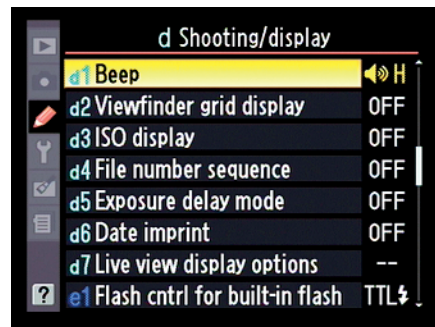 d Shooting/display
d1 Beep H
d2 Viewfinder grid display OFF
d3 ISO display OFF
d4 File number sequence OFF
d5 Exposure delay mode OFF
d6 Date imprint OFF
d7 Live view display options --
? e1 Flash cntrl for built-in flash TTL